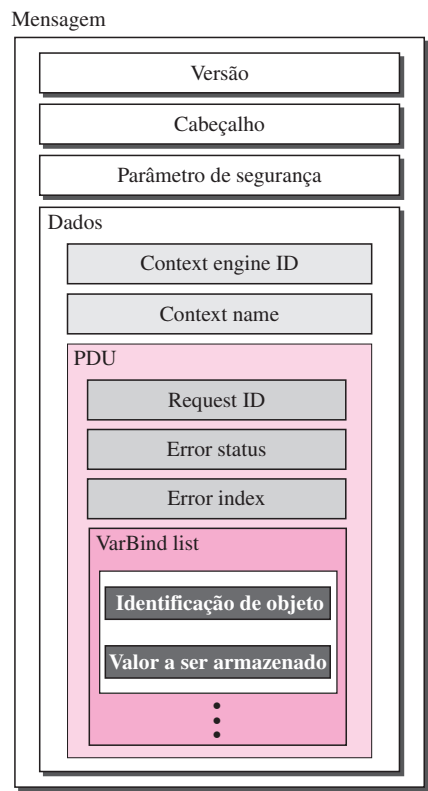 Mensagem
Versão
Cabeçalho
Parâmetro de segurança
Dados
Context engine ID
Context name
PDU
Request ID
Error status
Error index
VarBind list
Identificação de objeto
Valor a ser armazenado